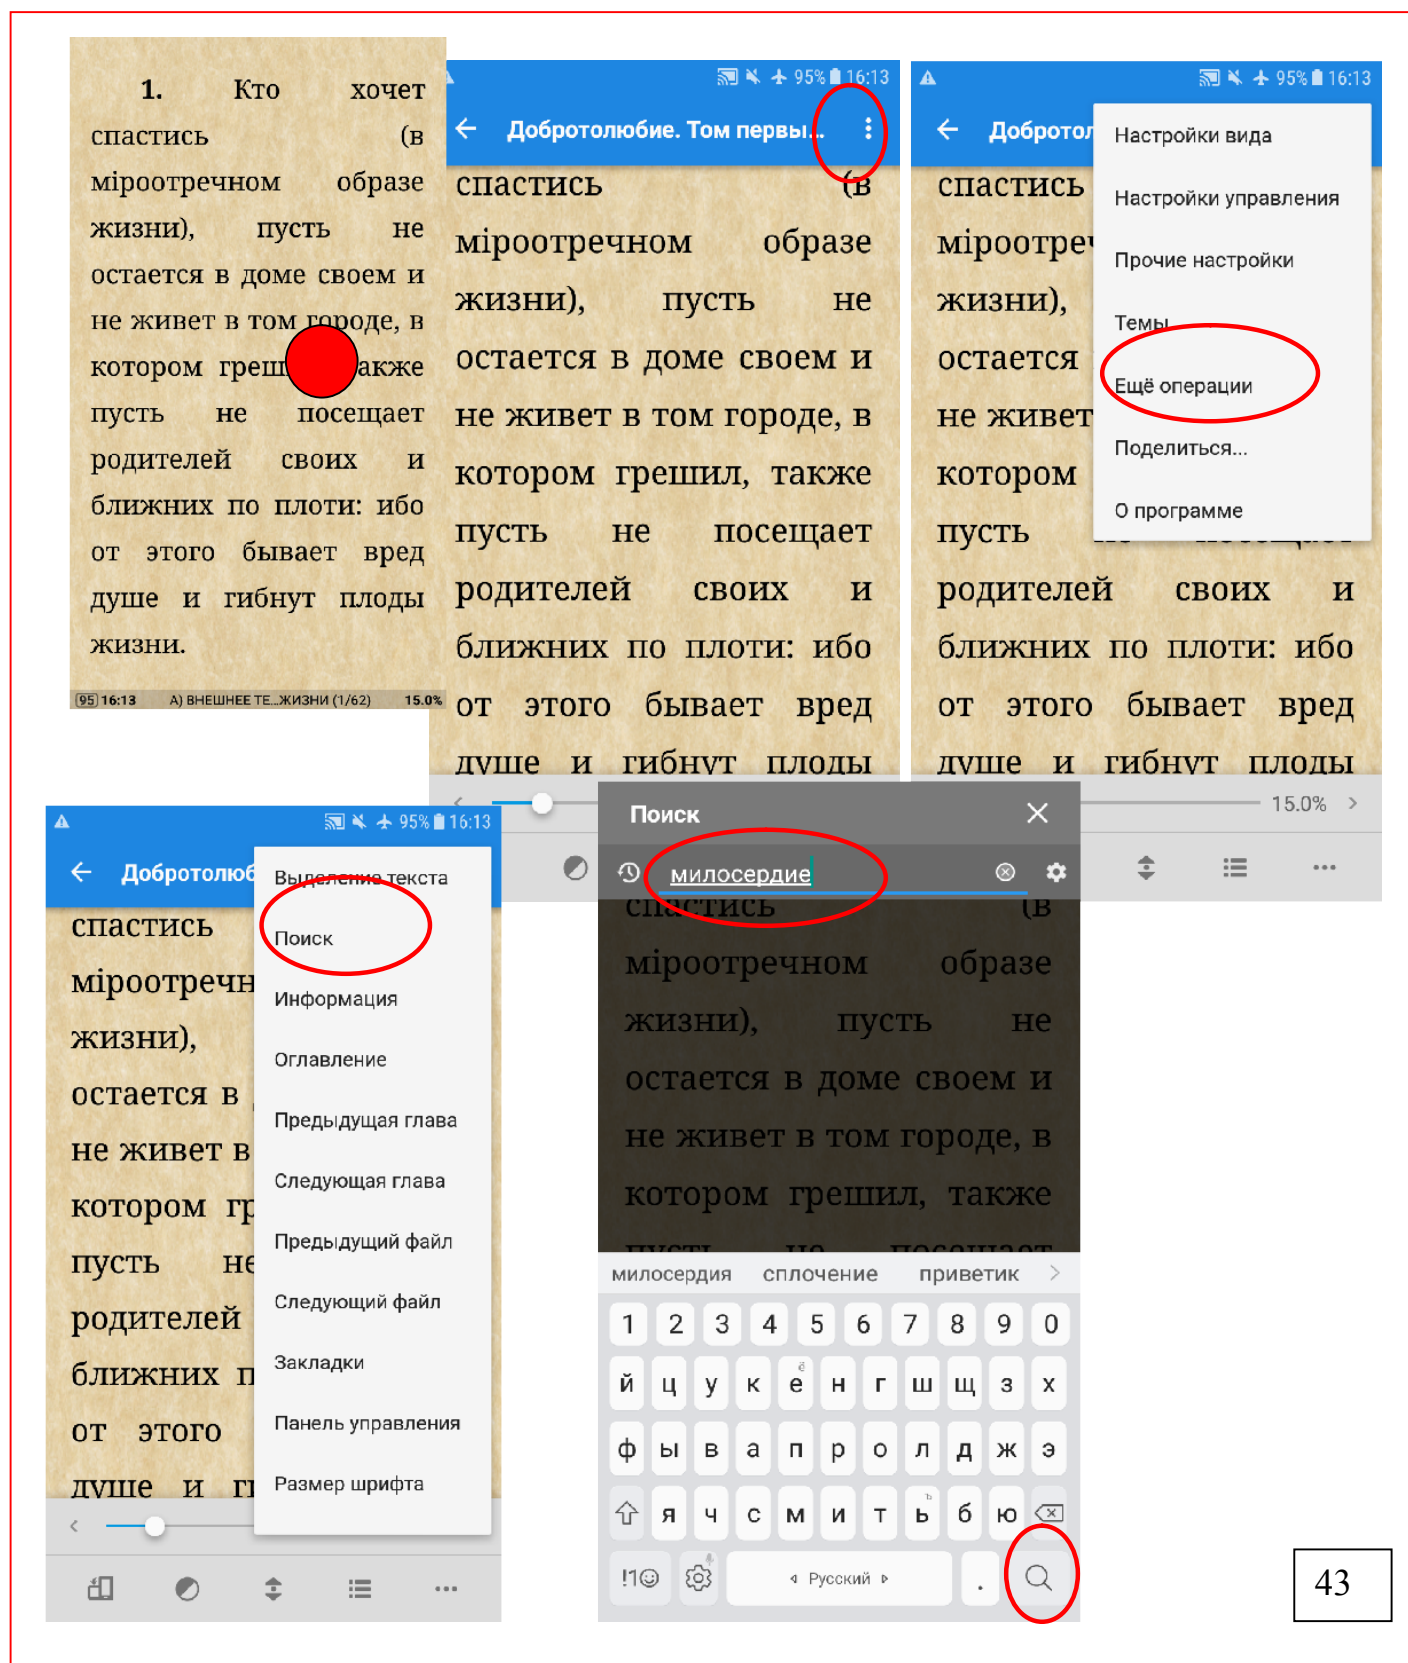 1. Кто хочет
спастись (в
міроотречном образе
жизни), пусть не
остается в доме своем и
не живет в том городе, в
котором греш акже
пусть не посещает
родителей своих и
ближних по плоти: ибо
от этого бывает вред
душе и гибнут плоды
жизни.
95 16:13 А) ВНЕШНЕЕ ТЕ...ЖИЗНИ (1/62) 15.0%
95% 16:13
Добротолюбие. Том первы...
спастись (в
міроотречном образе
жизни), пусть не
остается в доме своем и
не живет в том городе, в
котором грешил, также
пусть не посещает
родителей своих и
ближних по плоти: ибо
от этого бывает вред
душе и гибнут плоды
95% 16:13
Добротол
Настройки вида
Настройки управления
Прочие настройки
Темы
Ещё операции
Поделиться...
О программе
спастись
міроотре
жизни),
остается
не живет
котором
пусть не посещает
родителей своих и
ближних по плоти: ибо
от этого бывает вред
душе и гибнут плоды
15.0%
95% 16:13
Добротолюб
Выделение текста
Поиск
Информация
Оглавление
Предыдущая глава
Следующая глава
Предыдущий файл
Следующий файл
Закладки
Панель управления
Размер шрифта
спастись
міроотречн
жизни),
остается в
не живет в
котором гр
пусть не
родителей
ближних п
от этого
душе и ги
Поиск
милосердие
спастись (в
міроотречном образе
жизни), пусть не
остается в доме своем и
не живет в том городе, в
котором грешил, также
пусть не посещает
милосердия сплочение приветик
1 2 3 4 5 6 7 8 9 0
й ц у к е ё н г ш щ з х
ф ы в а п р о л д ж э
я ч с м и т ь ъ б ю
!1☺ Русский .
43